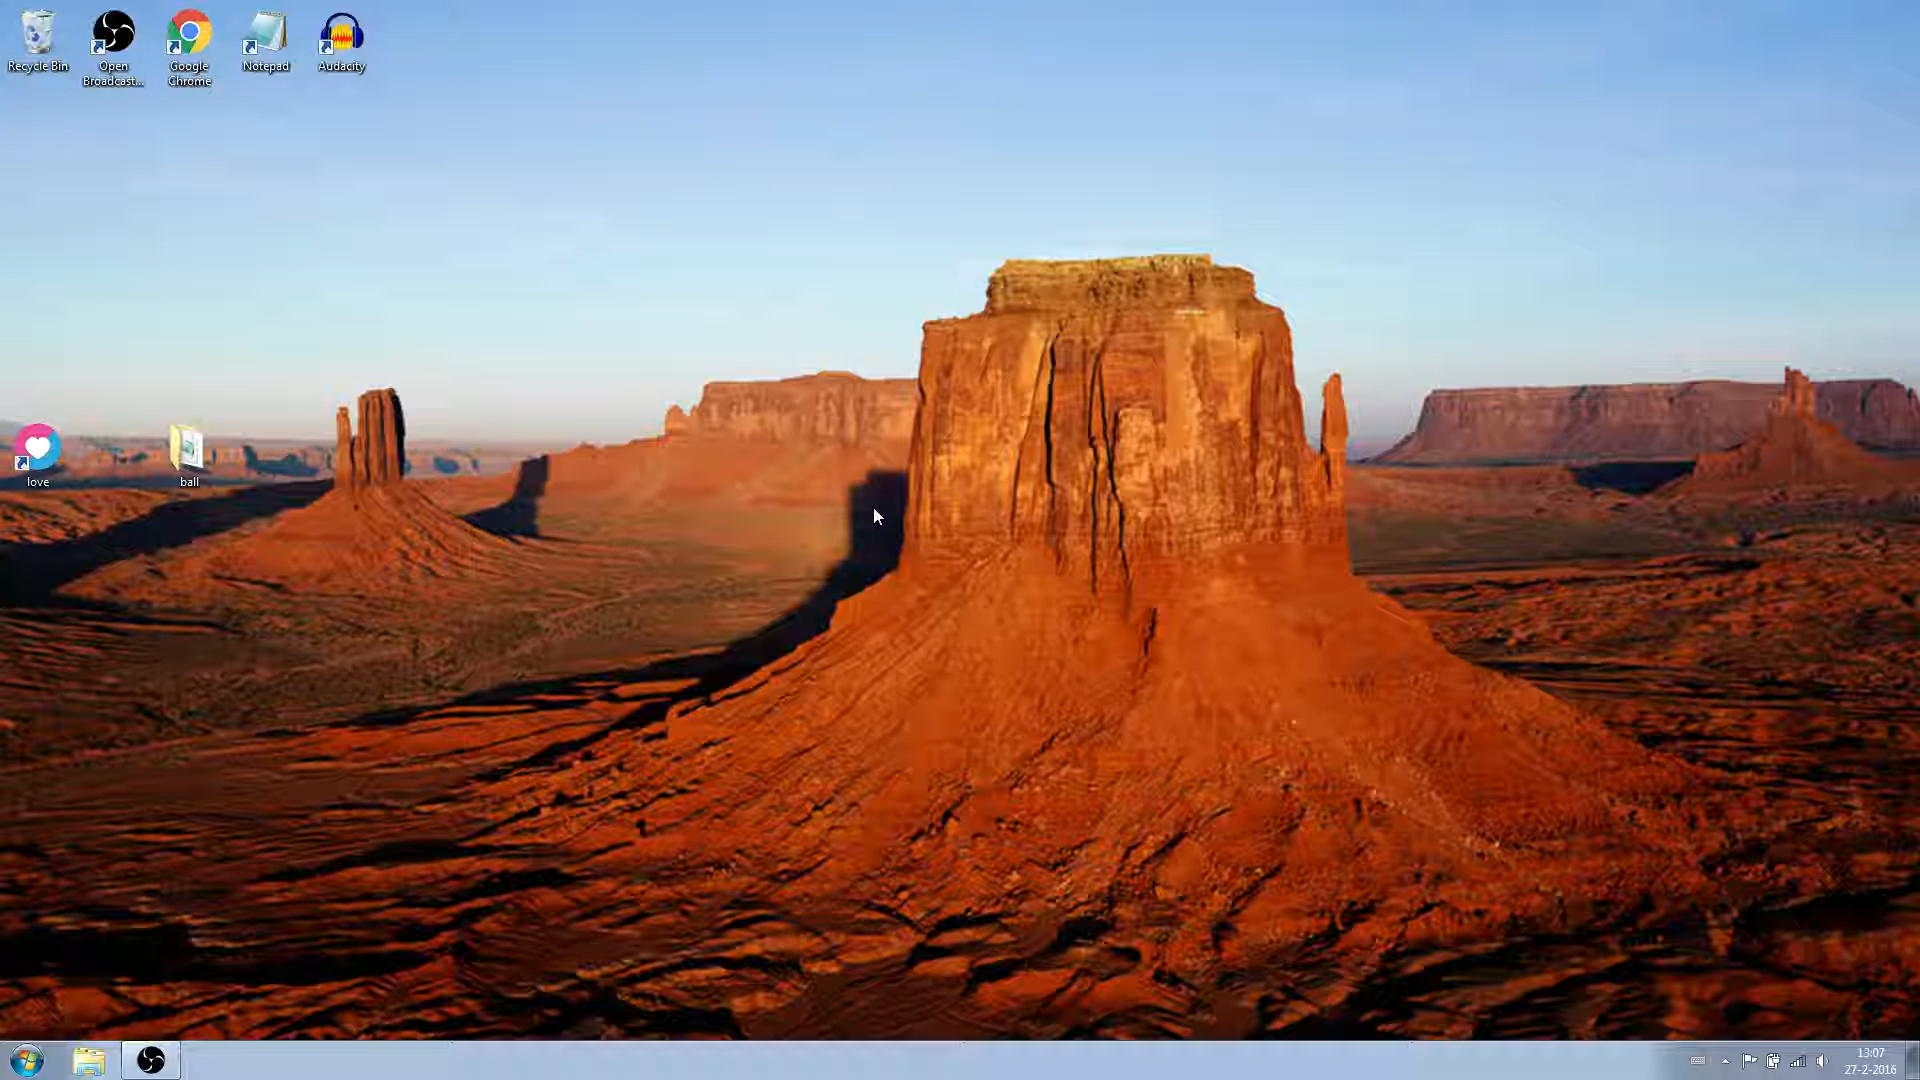 Recycle Bin
Open Broadcast...
Google Chrome
Notepad
Audacity
love
ball
13:07
27-2-2016